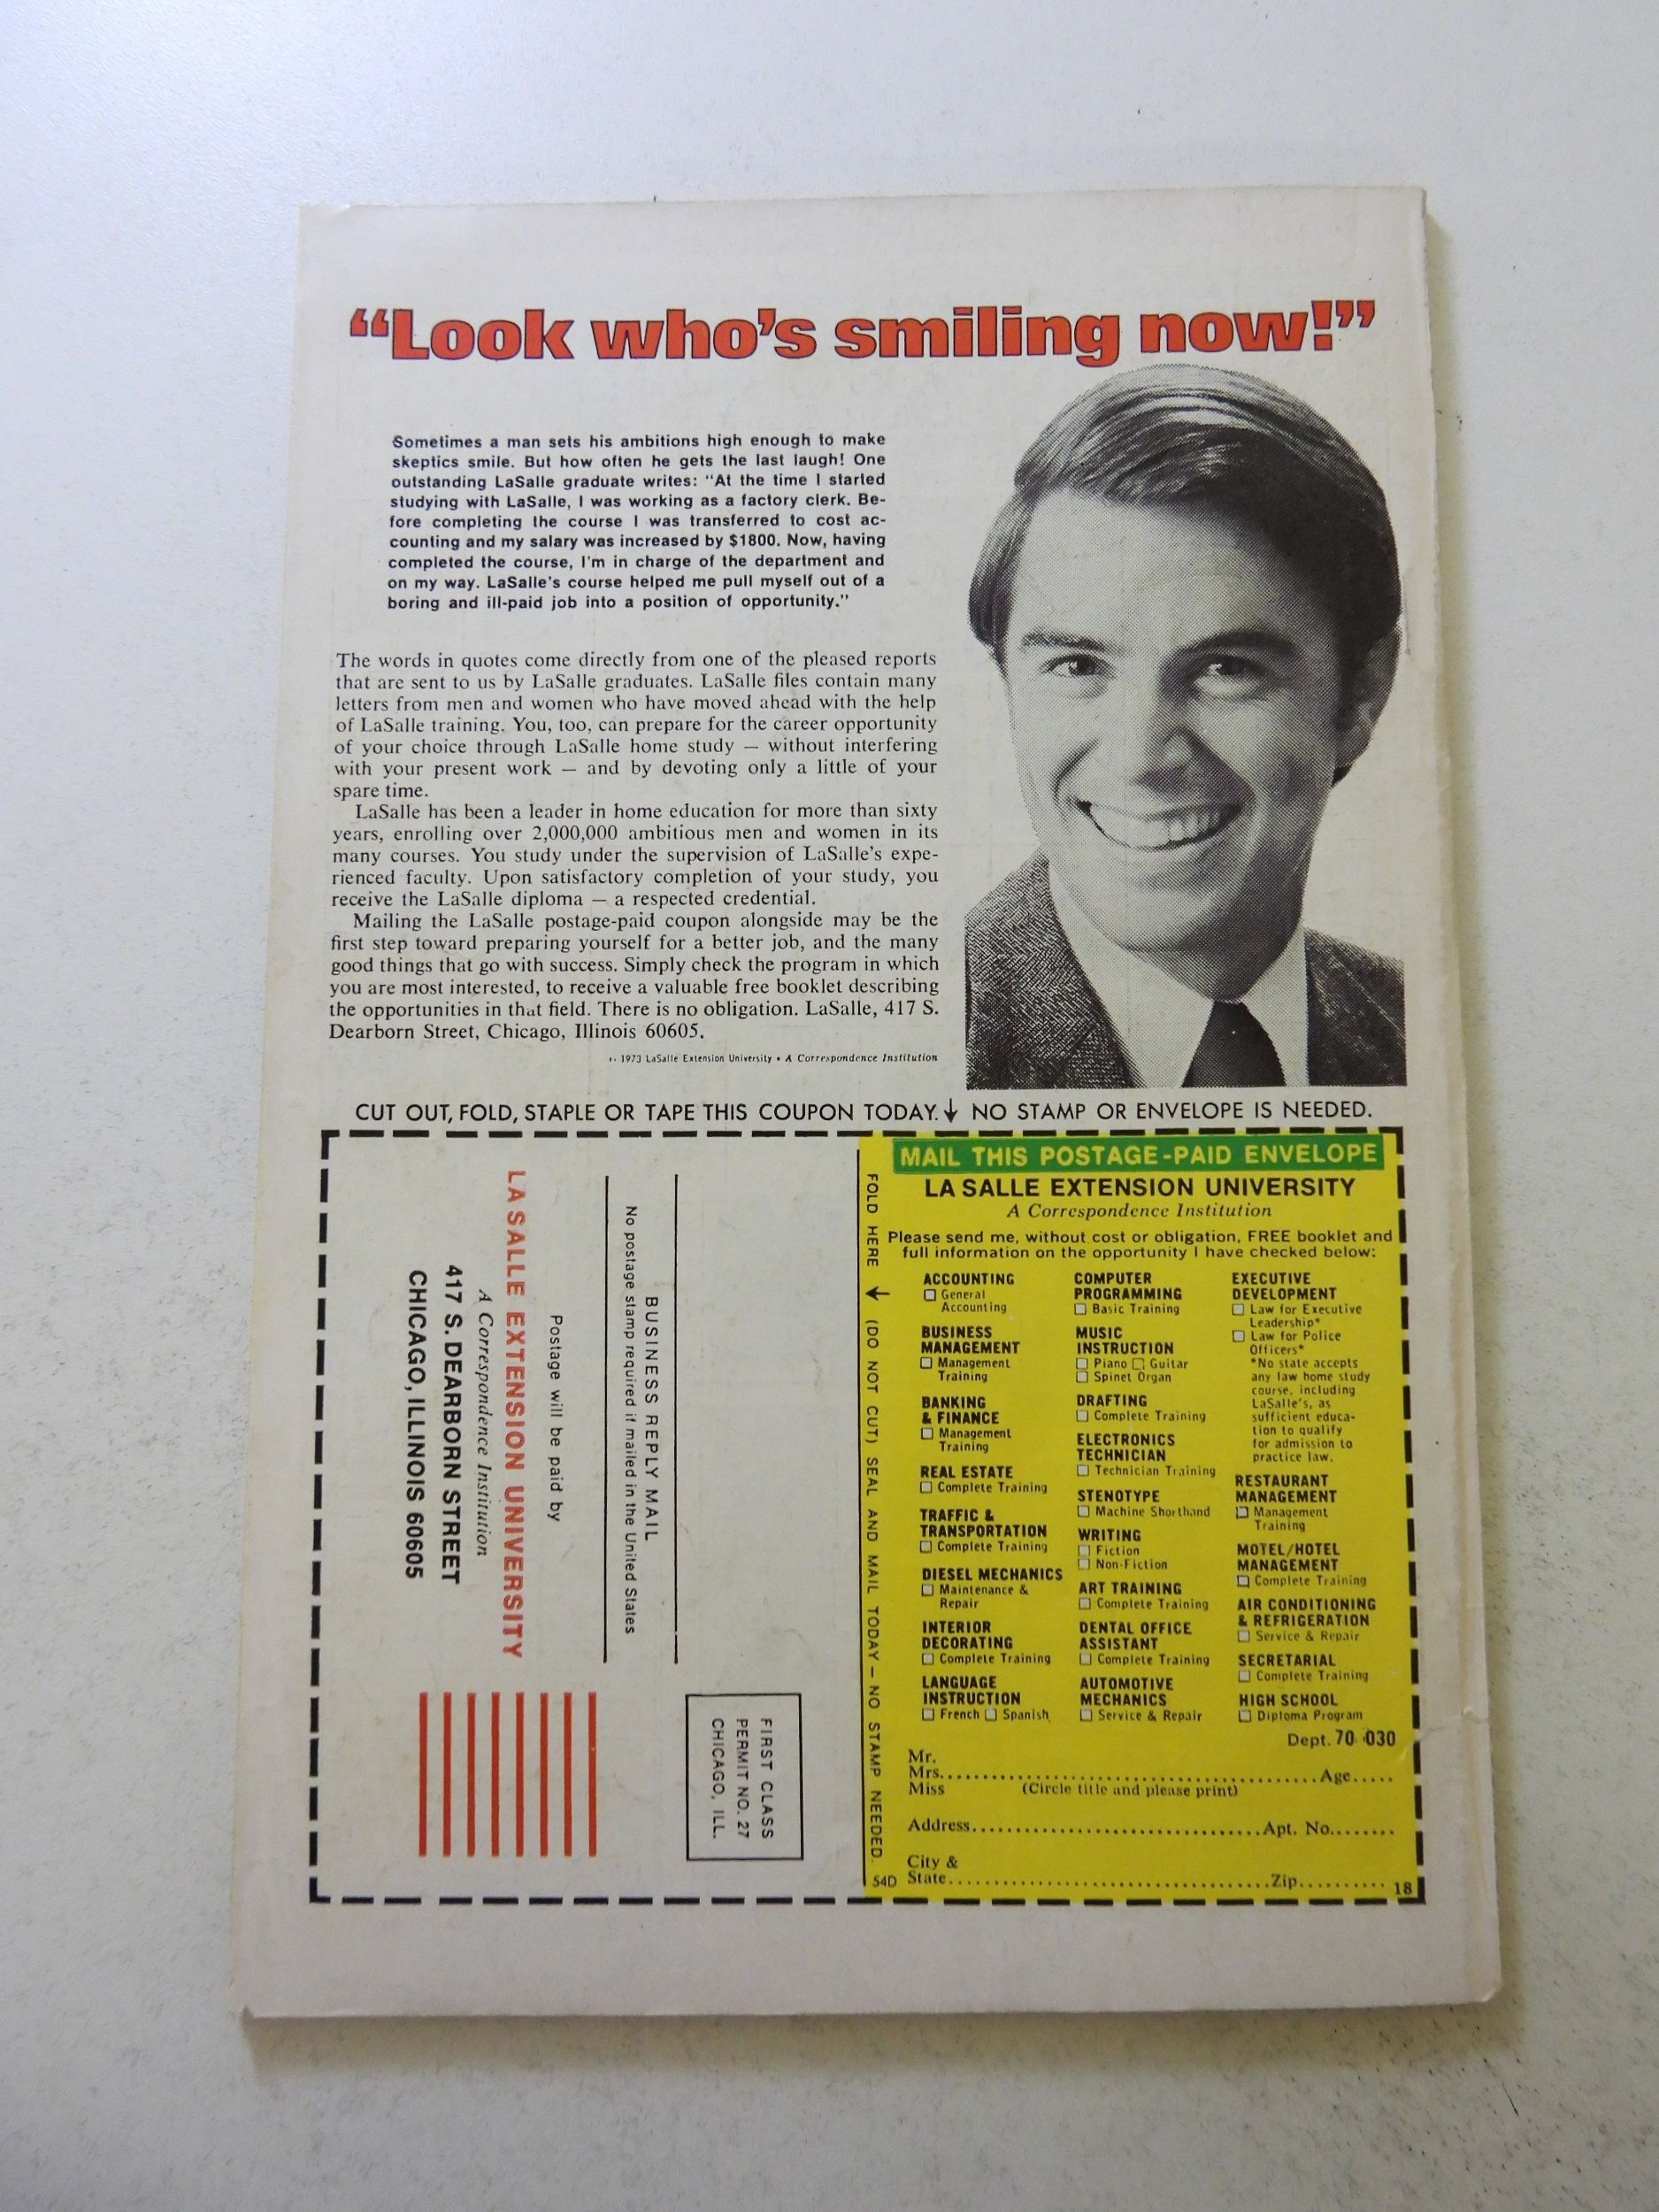 “Look who’s smiling now!”
Sometimes a man sets his ambitions high enough to make
skeptics smile. But how often he gets the last laugh! One
outstanding LaSalle graduate writes: “At the time I started
studying with LaSalle, I was working as a factory clerk. Be-
fore completing the course I was transferred to cost ac-
counting and my salary was increased by $1800. Now, having
completed the course, I’m in charge of the department and
on my way. LaSalle’s course helped me pull myself out of a
boring and ill-paid job into a position of opportunity.”
The words in quotes come directly from one of the pleased reports
that are sent to us by LaSalle graduates. LaSalle files contain many
letters from men and women who have moved ahead with the help
of LaSalle training. You, too, can prepare for the career opportunity
of your choice through LaSalle home study — without interfering
with your present work — and by devoting only a little of your
spare time.
LaSalle has been a leader in home education for more than sixty
years, enrolling over 2,000,000 ambitious men and women in its
many courses. You study under the supervision of LaSalle’s expe-
rienced faculty. Upon satisfactory completion of your study, you
receive the LaSalle diploma — a respected credential.
Mailing the LaSalle postage-paid coupon alongside may be the
first step toward preparing yourself for a better job, and the many
good things that go with success. Simply check the program in which
you are most interested, to receive a valuable free booklet describing
the opportunities in that field. There is no obligation. LaSalle, 417 S.
Dearborn Street, Chicago, Illinois 60605.
1973 LaSalle Extension University • A Correspondence Institution
CUT OUT, FOLD, STAPLE OR TAPE THIS COUPON TODAY. ↓ NO STAMP OR ENVELOPE IS NEEDED.
FIRST CLASS
PERMIT NO. 27
CHICAGO, ILL.
BUSINESS REPLY MAIL
No postage stamp required if mailed in the United States
Postage will be paid by
LA SALLE EXTENSION UNIVERSITY
A Correspondence Institution
417 S. DEARBORN STREET
CHICAGO, ILLINOIS 60605
FOLD HERE ↓ (DO NOT CUT) SEAL AND MAIL TODAY – NO STAMP NEEDED.
MAIL THIS POSTAGE-PAID ENVELOPE
LA SALLE EXTENSION UNIVERSITY
A Correspondence Institution
Please send me, without cost or obligation, FREE booklet and
full information on the opportunity I have checked below:
ACCOUNTING
☐ General
Accounting
BUSINESS
MANAGEMENT
☐ Management
Training
BANKING
& FINANCE
☐ Management
Training
REAL ESTATE
☐ Complete Training
TRAFFIC &
TRANSPORTATION
☐ Complete Training
DIESEL MECHANICS
☐ Maintenance &
Repair
INTERIOR
DECORATING
☐ Complete Training
LANGUAGE
INSTRUCTION
☐ French ☐ Spanish
COMPUTER
PROGRAMMING
☐ Basic Training
MUSIC
INSTRUCTION
☐ Piano ☐ Guitar
☐ Spinet Organ
DRAFTING
☐ Complete Training
ELECTRONICS
TECHNICIAN
☐ Technician Training
STENOTYPE
☐ Machine Shorthand
WRITING
☐ Fiction
☐ Non-Fiction
ART TRAINING
☐ Complete Training
DENTAL OFFICE
ASSISTANT
☐ Complete Training
AUTOMOTIVE
MECHANICS
☐ Service & Repair
EXECUTIVE
DEVELOPMENT
☐ Law for Executive
Leadership*
☐ Law for Police
Officers*
*No state accepts
any law home study
course, including
LaSalle’s, as
sufficient educa-
tion to qualify
for admission to
practice law.
RESTAURANT
MANAGEMENT
☐ Management
Training
MOTEL/HOTEL
MANAGEMENT
☐ Complete Training
AIR CONDITIONING
& REFRIGERATION
☐ Service & Repair
SECRETARIAL
☐ Complete Training
HIGH SCHOOL
☐ Diploma Program
Dept. 70-030
Mr.
Mrs. Age
Miss (Circle title and please print)
Address Apt. No.
City &
State Zip
54D
18